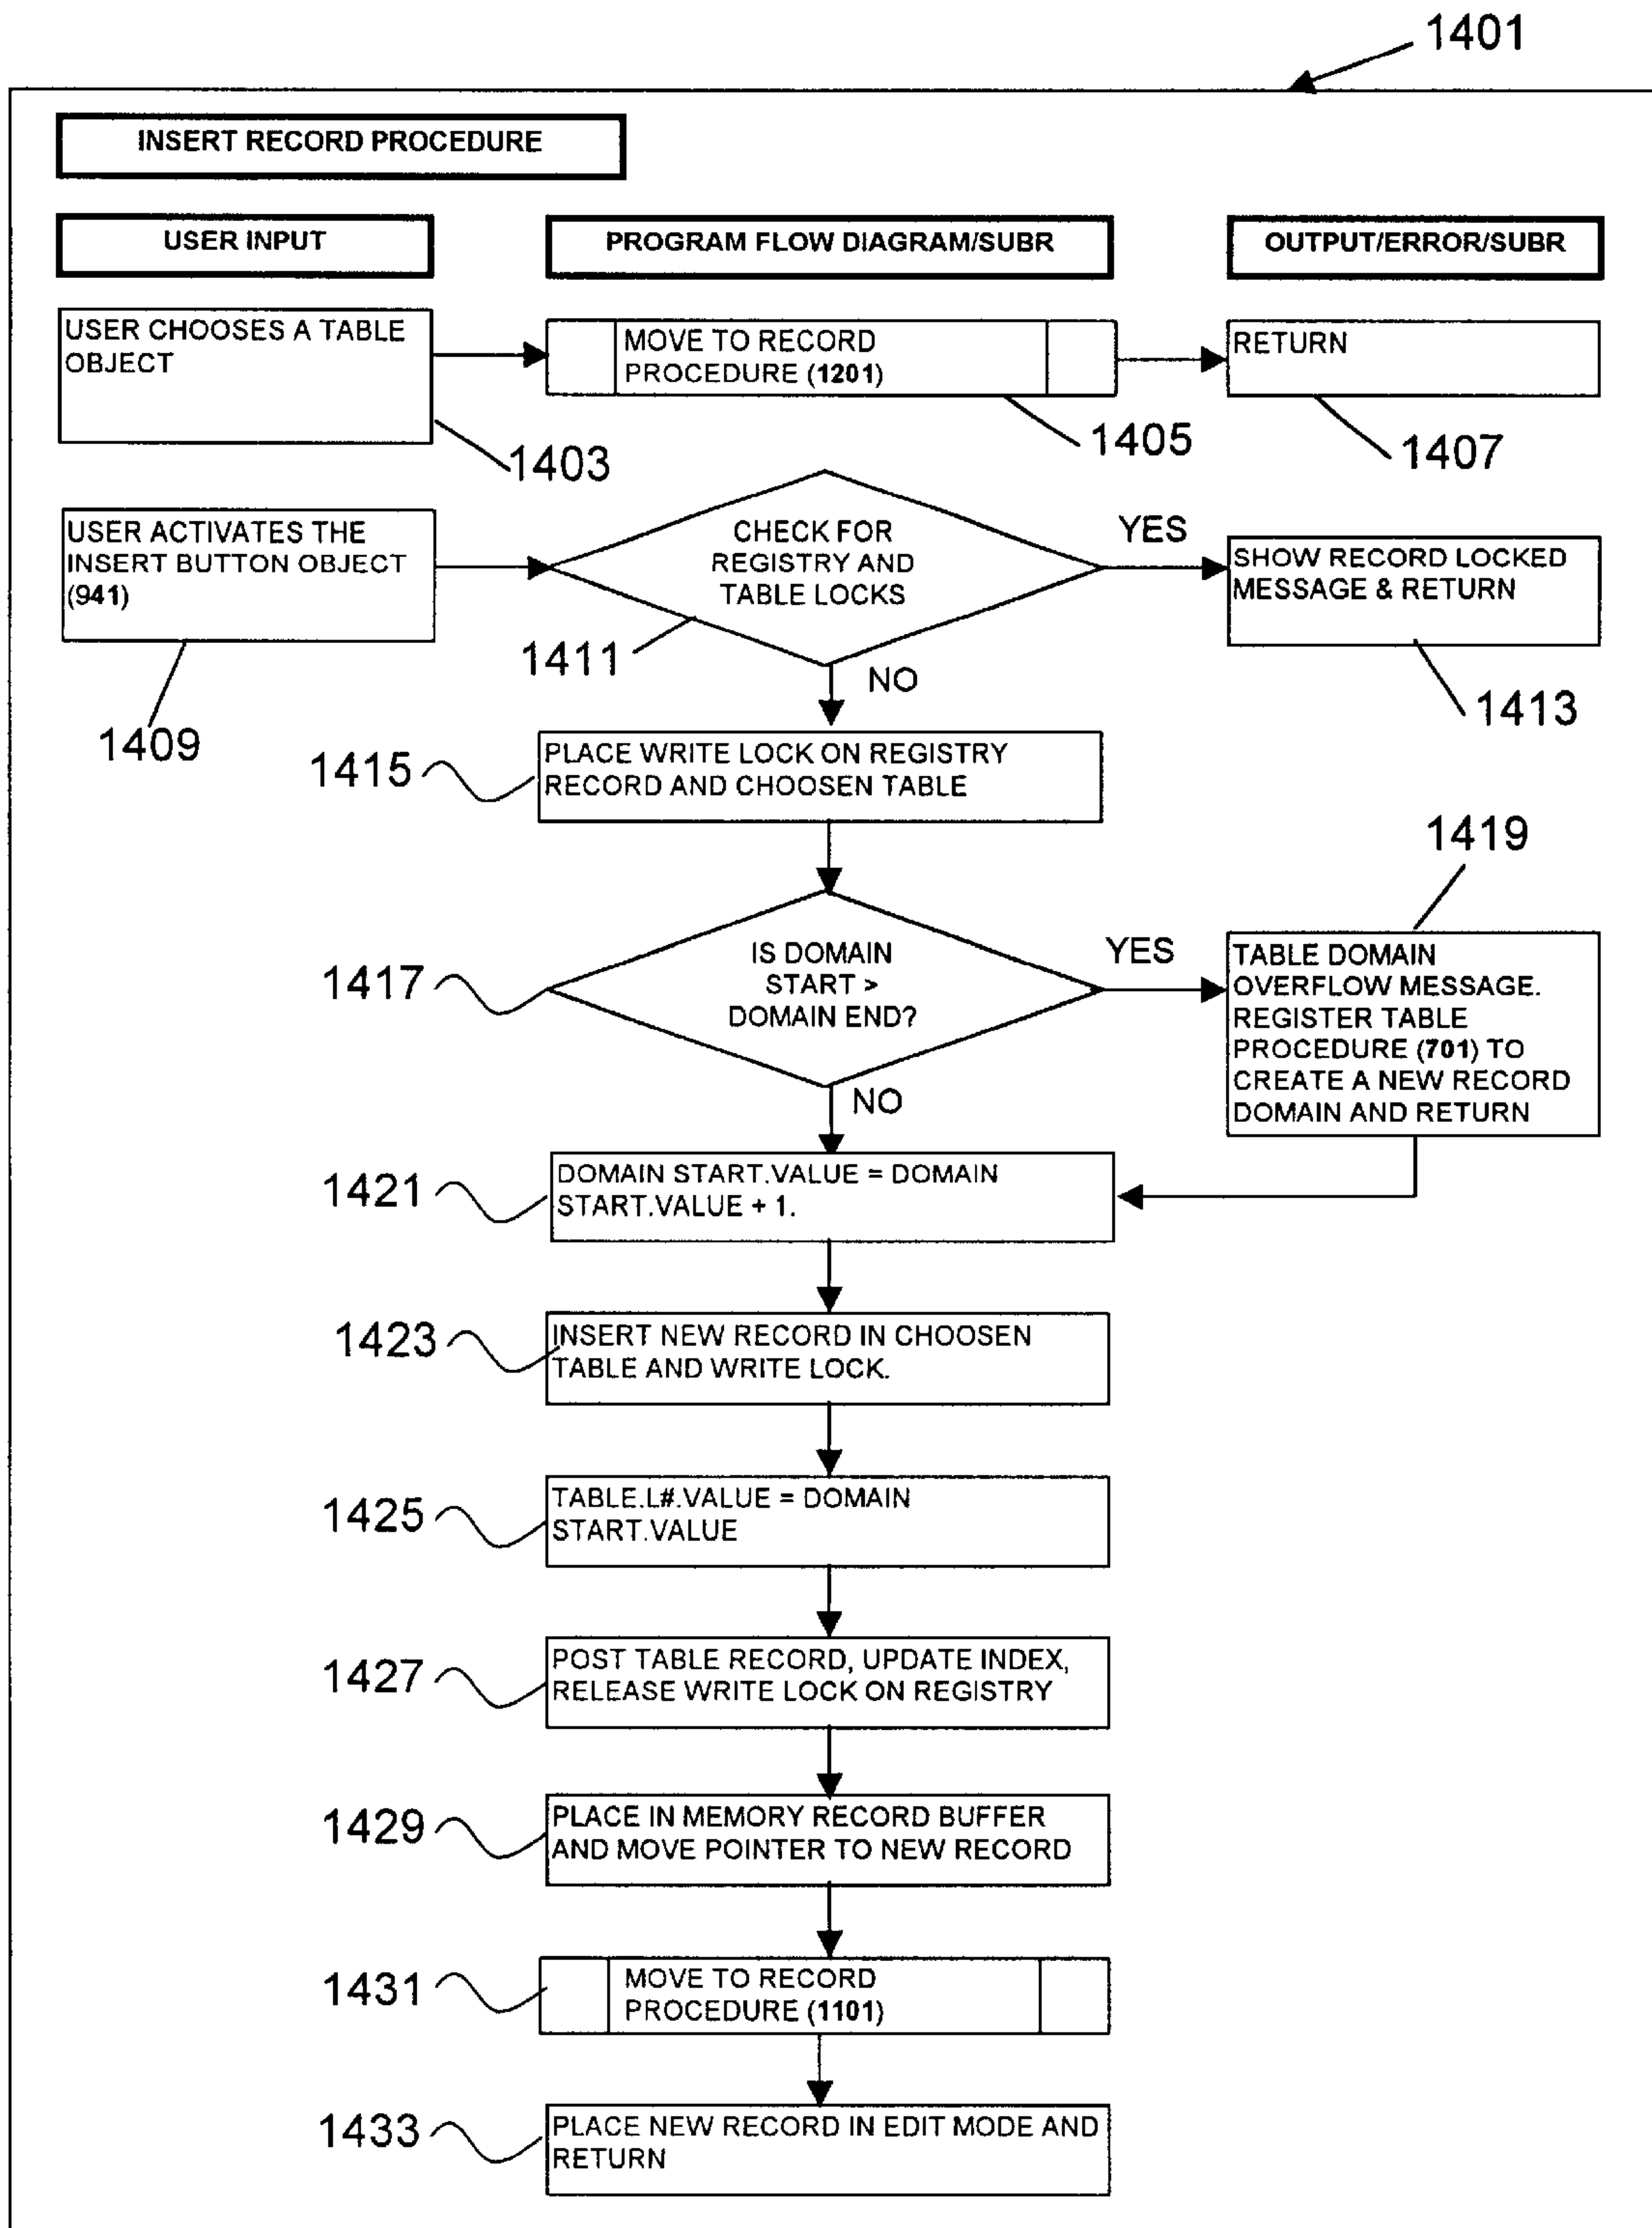 1401
INSERT RECORD PROCEDURE
USER INPUT
PROGRAM FLOW DIAGRAM/SUBR
OUTPUT/ERROR/SUBR
USER CHOOSES A TABLE
OBJECT
1403
MOVE TO RECORD
PROCEDURE (1201)
1405
RETURN
1407
USER ACTIVATES THE
INSERT BUTTON OBJECT
(941)
1409
CHECK FOR
REGISTRY AND
TABLE LOCKS
1411
YES
NO
SHOW RECORD LOCKED
MESSAGE & RETURN
1413
1415
PLACE WRITE LOCK ON REGISTRY
RECORD AND CHOOSEN TABLE
1417
IS DOMAIN
START >
DOMAIN END?
YES
NO
1419
TABLE DOMAIN
OVERFLOW MESSAGE.
REGISTER TABLE
PROCEDURE (701) TO
CREATE A NEW RECORD
DOMAIN AND RETURN
1421
DOMAIN START.VALUE = DOMAIN
START.VALUE + 1.
1423
INSERT NEW RECORD IN CHOOSEN
TABLE AND WRITE LOCK.
1425
TABLE.L#.VALUE = DOMAIN
START.VALUE
1427
POST TABLE RECORD, UPDATE INDEX,
RELEASE WRITE LOCK ON REGISTRY
1429
PLACE IN MEMORY RECORD BUFFER
AND MOVE POINTER TO NEW RECORD
1431
MOVE TO RECORD
PROCEDURE (1101)
1433
PLACE NEW RECORD IN EDIT MODE AND
RETURN